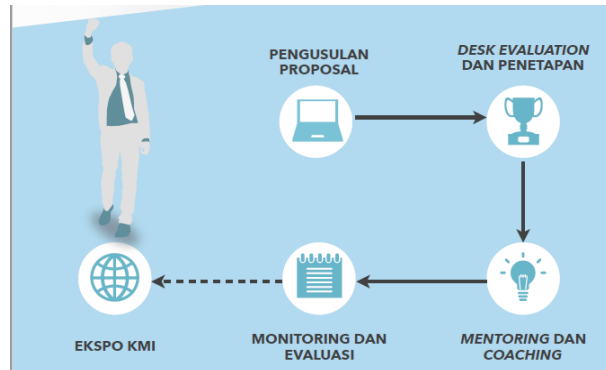 PENGUSULAN
PROPOSAL
DESK EVALUATION
DAN PENETAPAN
EKSPO KMI
MONITORING DAN
EVALUASI
MENTORING DAN
COACHING